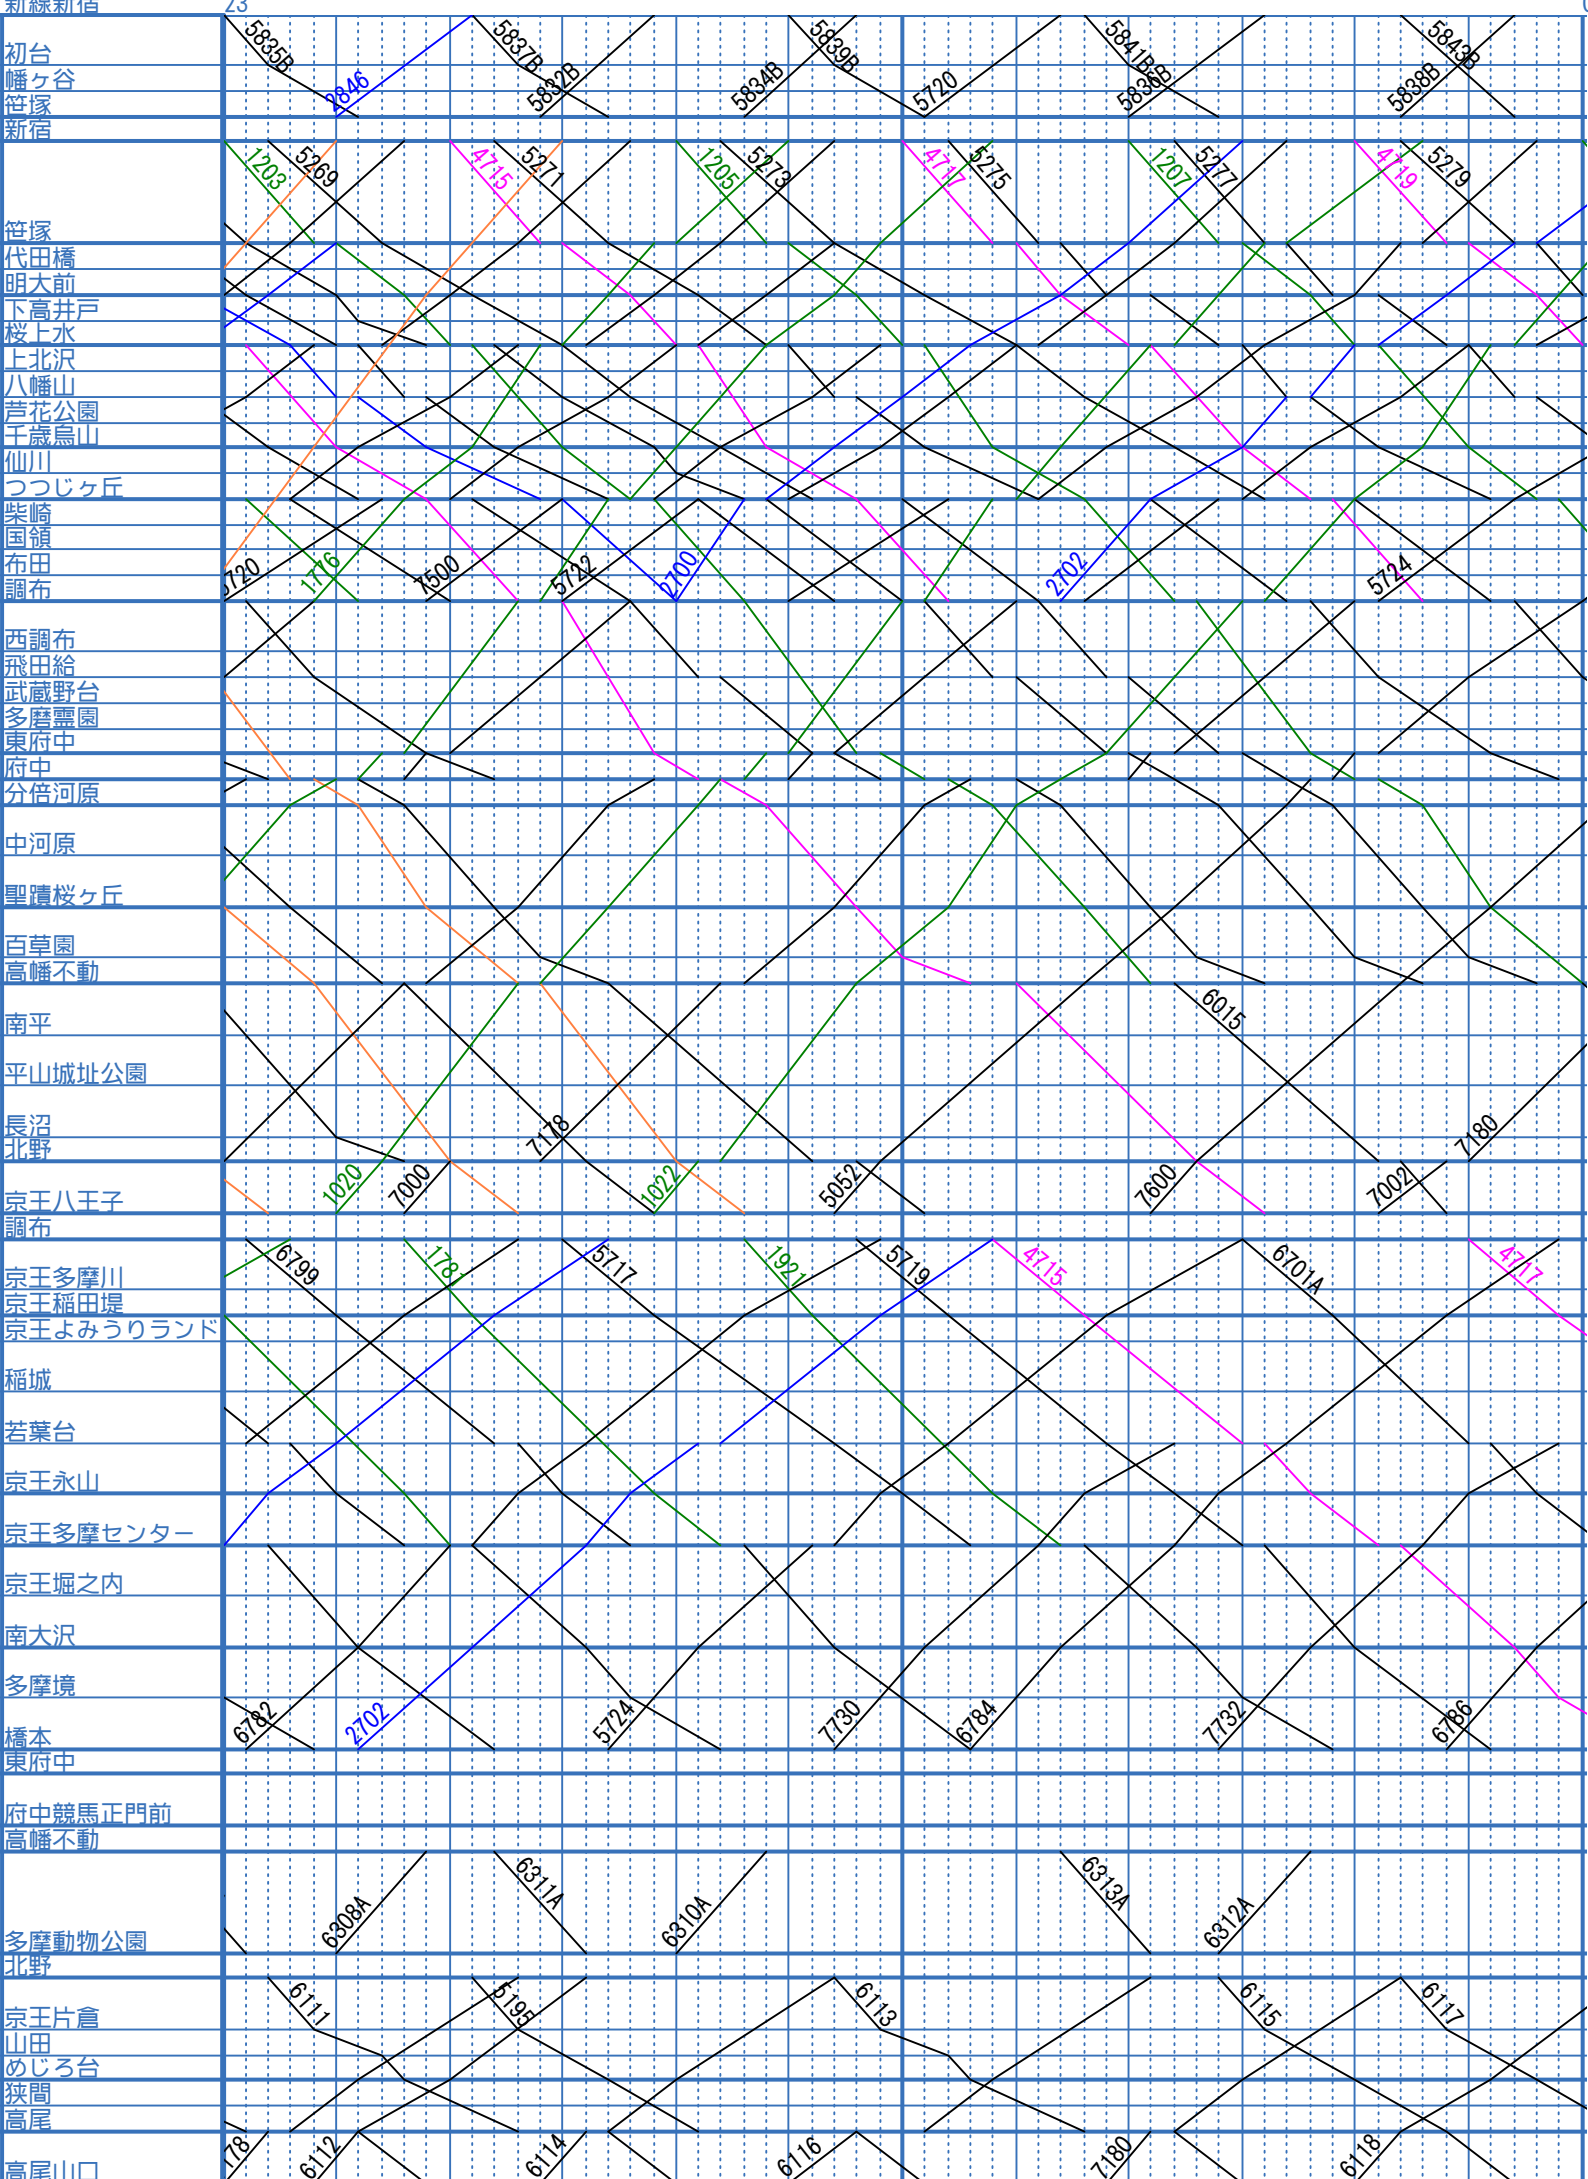 新線新宿 23
初台 5835B 5837B 5839B 5841B 5843B
幡ヶ谷
笹塚 2846 5832B 5834B 5720 5836B 5838B
新宿
1203 5269 4715 5271 1205 5273 4717 5275 1207 5277 4719 5279
笹塚
代田橋
明大前
下高井戸
桜上水
上北沢
八幡山
芦花公園
千歳烏山
仙川
つつじヶ丘
柴崎
国領
布田
調布 5720 1776 7500 5722 2700 2702 5724
西調布
飛田給
武蔵野台
多磨霊園
東府中
府中
分倍河原
中河原
聖蹟桜ヶ丘
百草園
高幡不動
南平 6015
平山城址公園
長沼 7178 7180
北野
京王八王子 1020 7000 1022 5052 7600 7002
調布
京王多摩川 6799 1781 5717 1921 5719 4715 6701A 4717
京王稲田堤
京王よみうりランド
稲城
若葉台
京王永山
京王多摩センター
京王堀之内
南大沢
多摩境
橋本 6782 2702 5724 7730 6784 7732 6786
東府中
府中競馬正門前
高幡不動
6311A 6313A
多摩動物公園 6308A 6310A 6312A
北野
京王片倉 6111 5195 6113 6115 6117
山田
めじろ台
狭間
高尾
高尾山口 178 6112 6114 6116 7180 6118